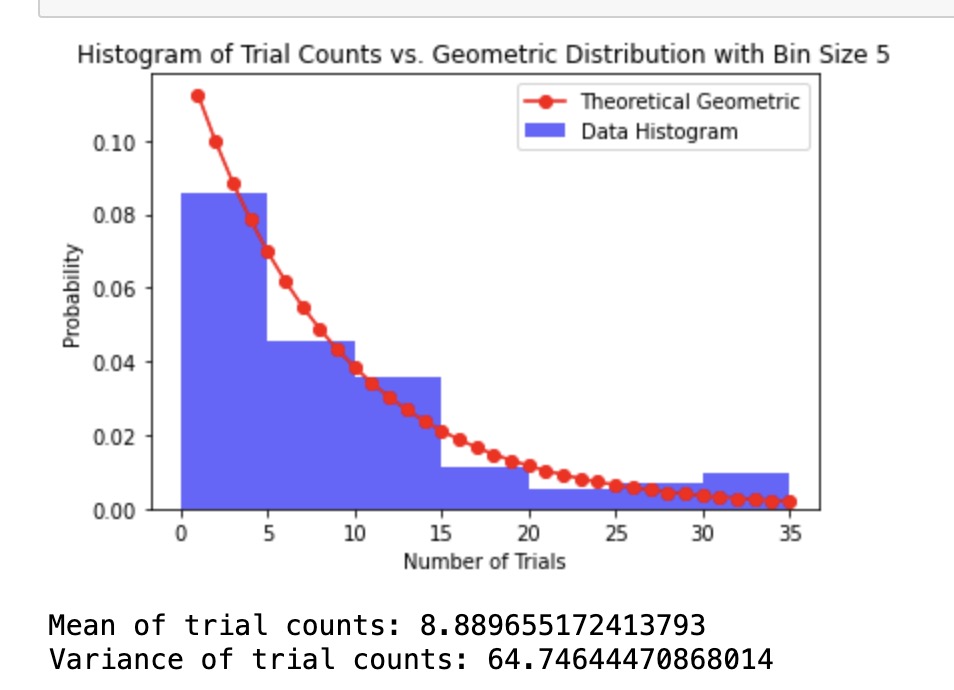 Histogram of Trial Counts vs. Geometric Distribution with Bin Size 5
Theoretical Geometric
Data Histogram
Probability
0.10
0.08
0.06
0.04
0.02
0.00
0 5 10 15 20 25 30 35
Number of Trials
Mean of trial counts: 8.889655172413793
Variance of trial counts: 64.74644470868014